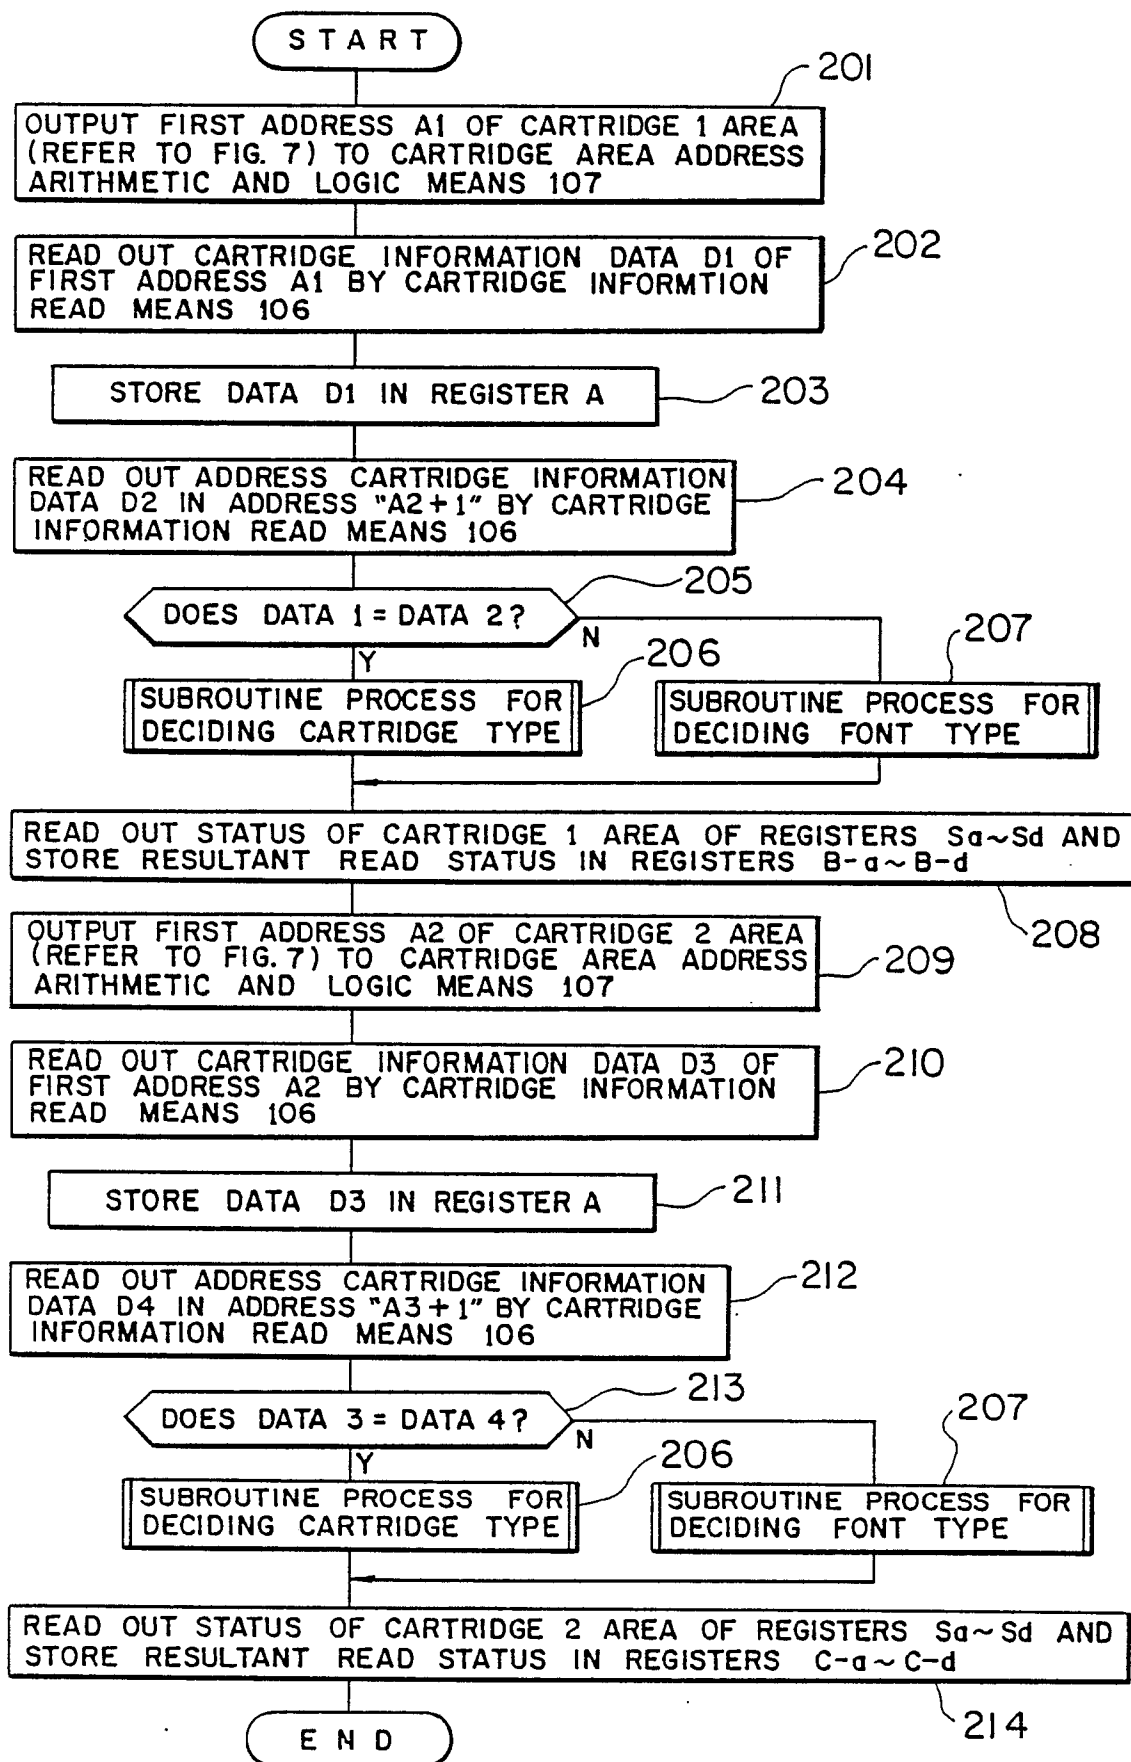 START
201
OUTPUT FIRST ADDRESS A1 OF CARTRIDGE 1 AREA
(REFER TO FIG. 7) TO CARTRIDGE AREA ADDRESS
ARITHMETIC AND LOGIC MEANS 107
202
READ OUT CARTRIDGE INFORMATION DATA D1 OF
FIRST ADDRESS A1 BY CARTRIDGE INFORMTION
READ MEANS 106
203
STORE DATA D1 IN REGISTER A
204
READ OUT ADDRESS CARTRIDGE INFORMATION
DATA D2 IN ADDRESS "A2+1" BY CARTRIDGE
INFORMATION READ MEANS 106
205
DOES DATA 1 = DATA 2?
N
Y
206
207
SUBROUTINE PROCESS FOR
DECIDING CARTRIDGE TYPE
SUBROUTINE PROCESS FOR
DECIDING FONT TYPE
READ OUT STATUS OF CARTRIDGE 1 AREA OF REGISTERS Sa~Sd AND
STORE RESULTANT READ STATUS IN REGISTERS B-a~B-d
208
OUTPUT FIRST ADDRESS A2 OF CARTRIDGE 2 AREA
(REFER TO FIG. 7) TO CARTRIDGE AREA ADDRESS
ARITHMETIC AND LOGIC MEANS 107
209
READ OUT CARTRIDGE INFORMATION DATA D3 OF
FIRST ADDRESS A2 BY CARTRIDGE INFORMATION
READ MEANS 106
210
STORE DATA D3 IN REGISTER A
211
READ OUT ADDRESS CARTRIDGE INFORMATION
DATA D4 IN ADDRESS "A3+1" BY CARTRIDGE
INFORMATION READ MEANS 106
212
DOES DATA 3 = DATA 4?
213
N
Y
206
207
SUBROUTINE PROCESS FOR
DECIDING CARTRIDGE TYPE
SUBROUTINE PROCESS FOR
DECIDING FONT TYPE
READ OUT STATUS OF CARTRIDGE 2 AREA OF REGISTERS Sa~Sd AND
STORE RESULTANT READ STATUS IN REGISTERS C-a~C-d
214
END